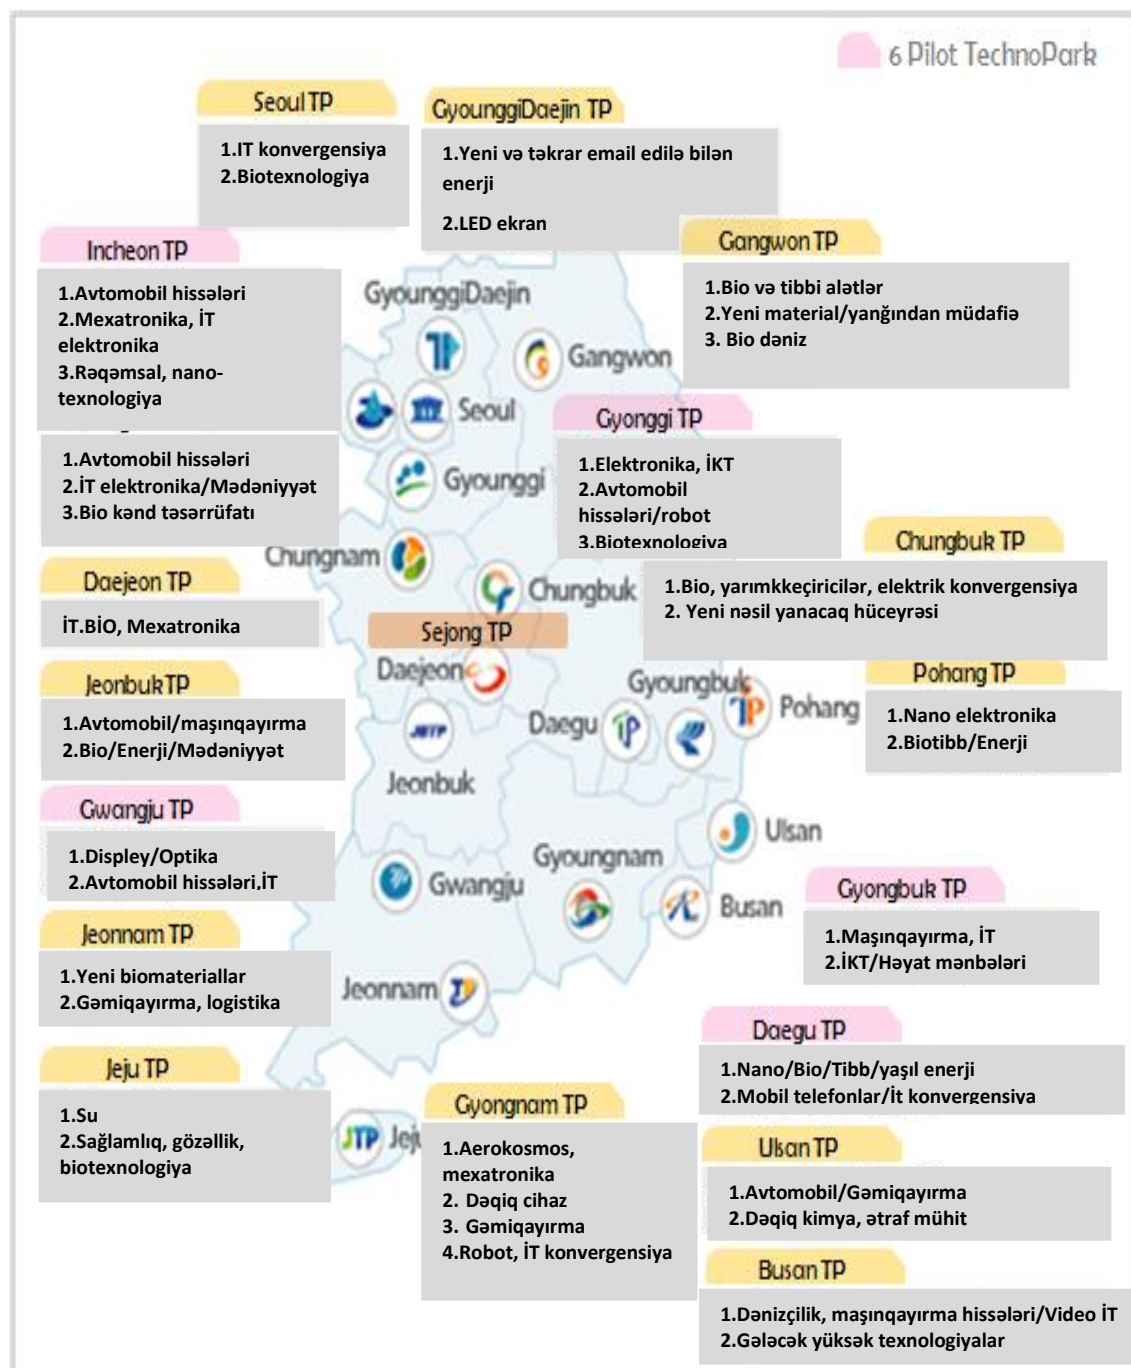 6 Pilot TechnoPark
Seoul TP
1.IT konvergensiya
2.Biotexnologiya
GyounggiDaejin TP
1.Yeni və təkrar email edilə bilən
enerji
2.LED ekran
Incheon TP
1.Avtomobil hissələri
2.Mexatronika, İT
elektronika
3.Rəqəmsal, nano-
texnologiya
Gangwon TP
1.Bio və tibbi alətlər
2.Yeni material/yanğından müdafiə
3. Bio dəniz
GyounggiDaejin
Gangwon
Seoul
Gyounggi
1.Avtomobil hissələri
2.İT elektronika/Mədəniyyət
3.Bio kənd təsərrüfatı
Gyonggi TP
1.Elektronika, İKT
2.Avtomobil
hissələri/robot
3.Biotexnologiya
Chungnam
Chungbuk
Chungbuk TP
1.Bio, yarımkkeçiricilər, elektrik konvergensiya
2. Yeni nəsil yanacaq hüceyrəsi
Daejeon TP
İT.BİO, Mexatronika
Sejong TP
Daejeon
Jeonbuk TP
1.Avtomobil/maşınqayırma
2.Bio/Enerji/Mədəniyyət
JBTP
Jeonbuk
Gyoungbuk
Daegu
TP
Pohang
Pohang TP
1.Nano elektronika
2.Biotibb/Enerji
Gwangju TP
1.Displey/Optika
2.Avtomobil hissələri,İT
Gwangju
Gyoungnam
Ulsan
Busan
Gyongbuk TP
1.Maşınqayırma, İT
2.İKT/Həyat mənbələri
Jeonnam TP
1.Yeni biomateriallar
2.Gəmiqayırma, logistika
Jeonnam
Daegu TP
1.Nano/Bio/Tibb/yaşıl enerji
2.Mobil telefonlar/İt konvergensiya
Jeju TP
1.Su
2.Sağlamlıq, gözəllik,
biotexnologiya
JTP
Jeju
Gyongnam TP
1.Aerokosmos,
mexatronika
2. Dəqiq cihaz
3. Gəmiqayırma
4.Robot, İT konvergensiya
Ulsan TP
1.Avtomobil/Gəmiqayırma
2.Dəqiq kimya, ətraf mühit
Busan TP
1.Dənizçilik, maşınqayırma hissələri/Video İT
2.Gələcək yüksək texnologiyalar